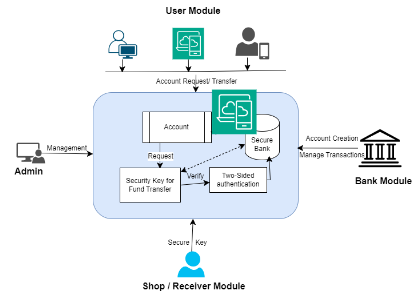 User Module
Account Request/ Transfer
Account
Secure
Bank
Request
Security Key for
Fund Transfer
Verify
Two-Sided
authentication
Management
Admin
Account Creation
Manage Transactions
Bank Module
Secure Key
Shop / Receiver Module